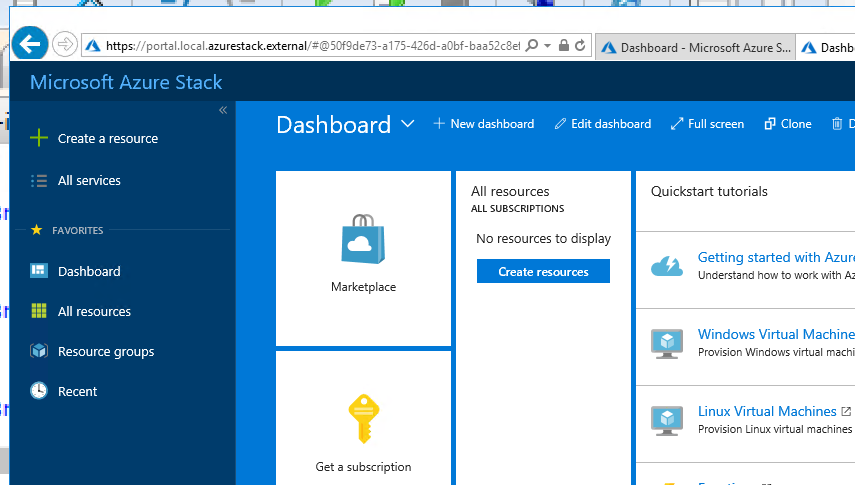 https://portal.local.azurestack.external/#@50f9de73-a175-426d-a0bf-baa52c8ef
Dashboard - Microsoft Azure S...
Dashb
Microsoft Azure Stack
Create a resource
All services
FAVORITES
Dashboard
All resources
Resource groups
Recent
Dashboard
New dashboard
Edit dashboard
Full screen
Clone
D
Marketplace
Get a subscription
All resources
ALL SUBSCRIPTIONS
No resources to display
Create resources
Quickstart tutorials
Getting started with Azure
Understand how to work with Az
Windows Virtual Machine
Provision Windows virtual machi
Linux Virtual Machines
Provision Linux virtual machines